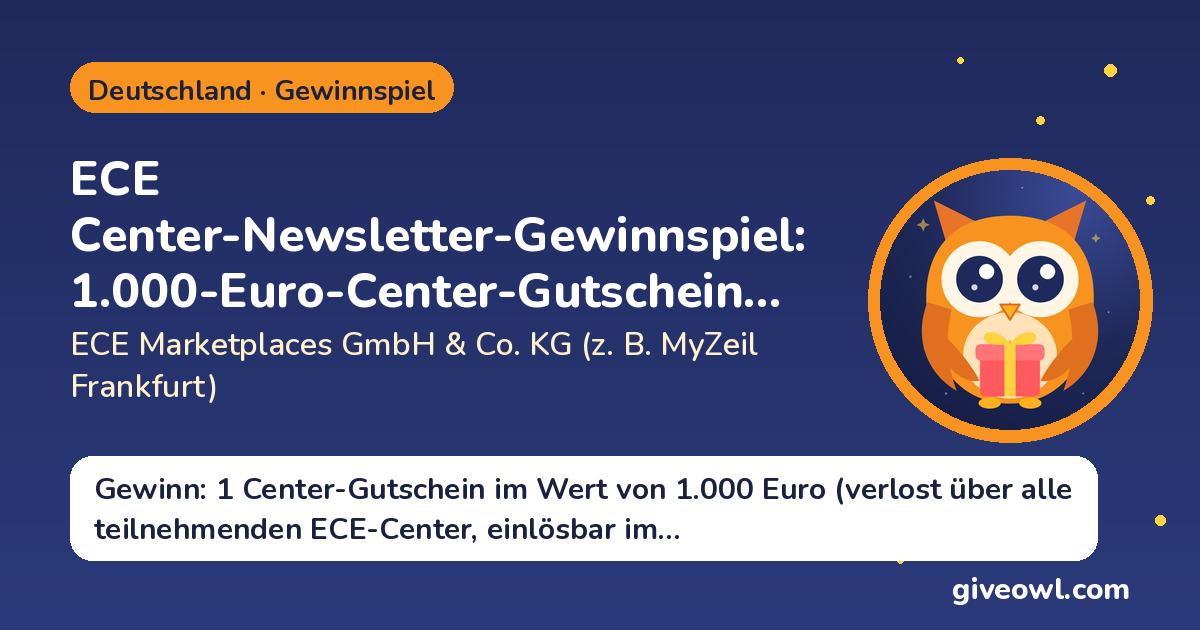 Deutschland · Gewinnspiel
ECE
Center-Newsletter-Gewinnspiel:
1.000-Euro-Center-Gutschein...
ECE Marketplaces GmbH & Co. KG (z. B. MyZeil
Frankfurt)
Gewinn: 1 Center-Gutschein im Wert von 1.000 Euro (verlost über alle
teilnehmenden ECE-Center, einlösbar im...
giveowl.com